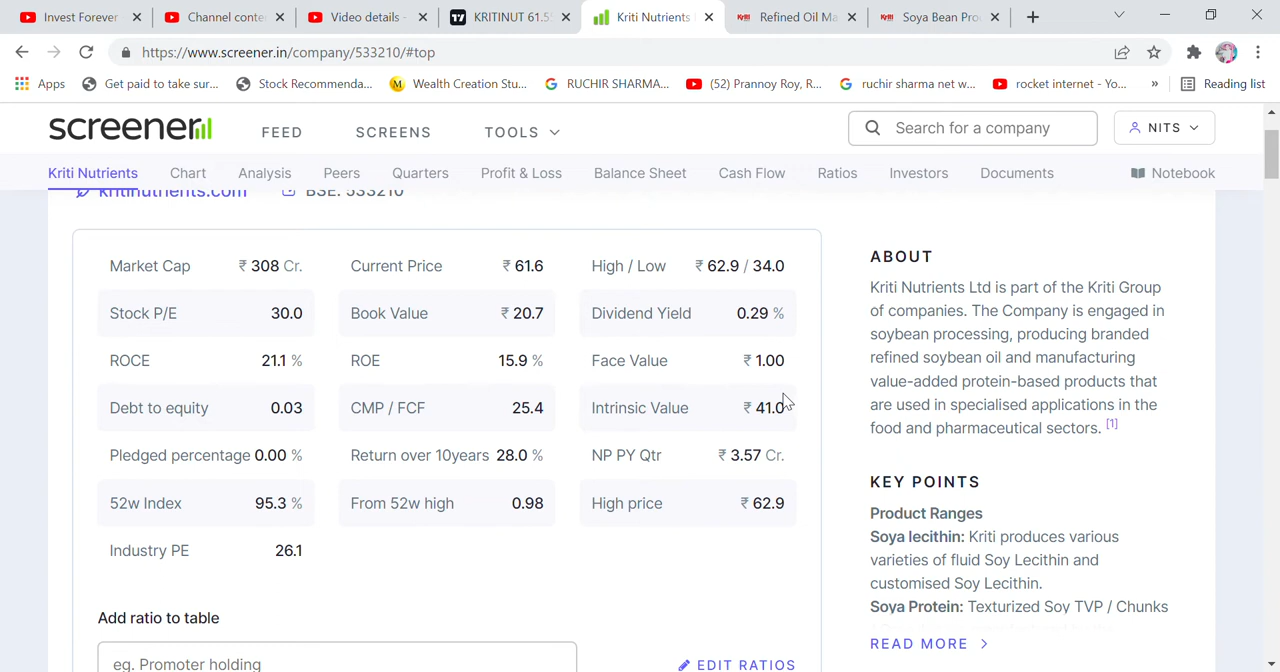 Invest Forever
Channel conte
Video details -
KRITINUT 61.5
Kriti Nutrients
Refined Oil Ma
Soya Bean Pro
https://www.screener.in/company/533210/#top
Apps
Get paid to take sur...
Stock Recommenda...
Wealth Creation Stu...
RUCHIR SHARMA...
(52) Prannoy Roy, R...
ruchir sharma net w...
rocket internet - Yo...
»
Reading list
screener
FEED
SCREENS
TOOLS
Search for a company
NITS
Kriti Nutrients
Chart
Analysis
Peers
Quarters
Profit & Loss
Balance Sheet
Cash Flow
Ratios
Investors
Documents
Notebook
kritinutrients.com
BSE: 533210
Market Cap ₹ 308 Cr.
Current Price ₹ 61.6
High / Low ₹ 62.9 / 34.0
Stock P/E 30.0
Book Value ₹ 20.7
Dividend Yield 0.29 %
ROCE 21.1 %
ROE 15.9 %
Face Value ₹ 1.00
Debt to equity 0.03
CMP / FCF 25.4
Intrinsic Value ₹ 41.0
Pledged percentage 0.00 %
Return over 10years 28.0 %
NP PY Qtr ₹ 3.57 Cr.
52w Index 95.3 %
From 52w high 0.98
High price ₹ 62.9
Industry PE 26.1
Add ratio to table
eg. Promoter holding
EDIT RATIOS
ABOUT
Kriti Nutrients Ltd is part of the Kriti Group
of companies. The Company is engaged in
soybean processing, producing branded
refined soybean oil and manufacturing
value-added protein-based products that
are used in specialised applications in the
food and pharmaceutical sectors. [1]
KEY POINTS
Product Ranges
Soya lecithin: Kriti produces various
varieties of fluid Soy Lecithin and
customised Soy Lecithin.
Soya Protein: Texturized Soy TVP / Chunks
READ MORE